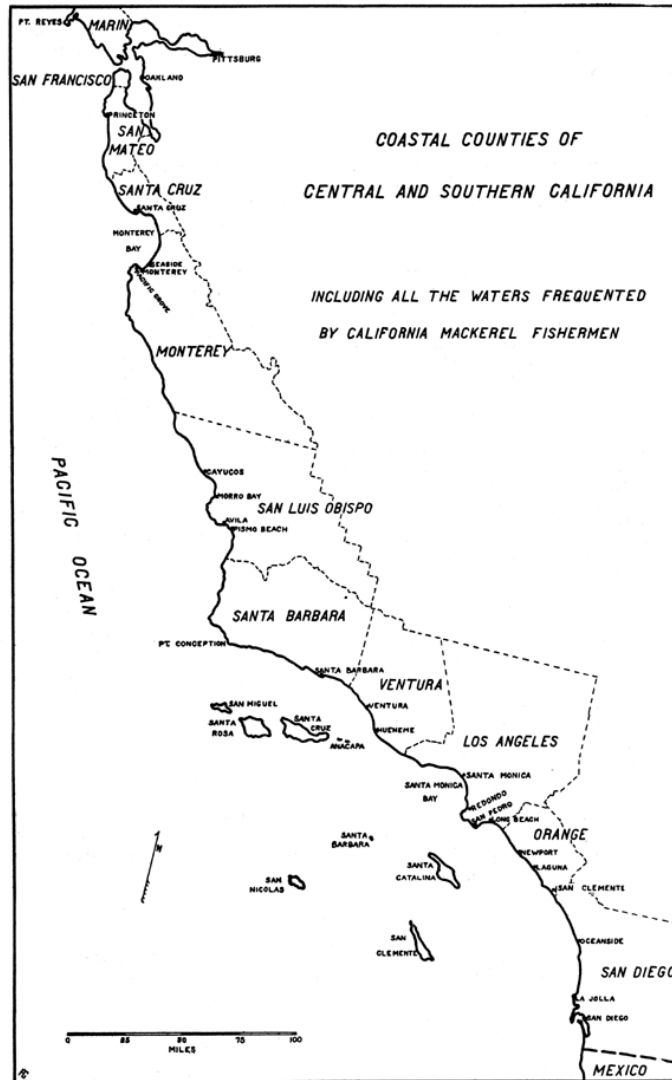 PT. REYES
MARIN
PITTSBURG
SAN FRANCISCO
OAKLAND
PRINCETON
SAN
MATEO
COASTAL COUNTIES OF
CENTRAL AND SOUTHERN CALIFORNIA
SANTA CRUZ
SANTA CRUZ
MONTEREY
BAY
SEASIDE
MONTEREY
PACIFIC GROVE
INCLUDING ALL THE WATERS FREQUENTED
BY CALIFORNIA MACKEREL FISHERMEN
MONTEREY
PACIFIC OCEAN
CAYUCOS
MORRO BAY
SAN LUIS OBISPO
AVILA
PISMO BEACH
SANTA BARBARA
PT. CONCEPTION
SANTA BARBARA
VENTURA
SAN MIGUEL
VENTURA
SANTA
ROSA
SANTA
CRUZ
HUENEME
ANACAPA
LOS ANGELES
SANTA MONICA
SANTA MONICA
BAY
REDONDO
SAN PEDRO
LONG BEACH
ORANGE
SANTA
BARBARA
NEWPORT
LAGUNA
SANTA
CATALINA
SAN
NICOLAS
SAN CLEMENTE
N
SAN
CLEMENTE
OCEANSIDE
SAN DIEGO
LA JOLLA
SAN DIEGO
0 25 50 75 100
MILES
MEXICO